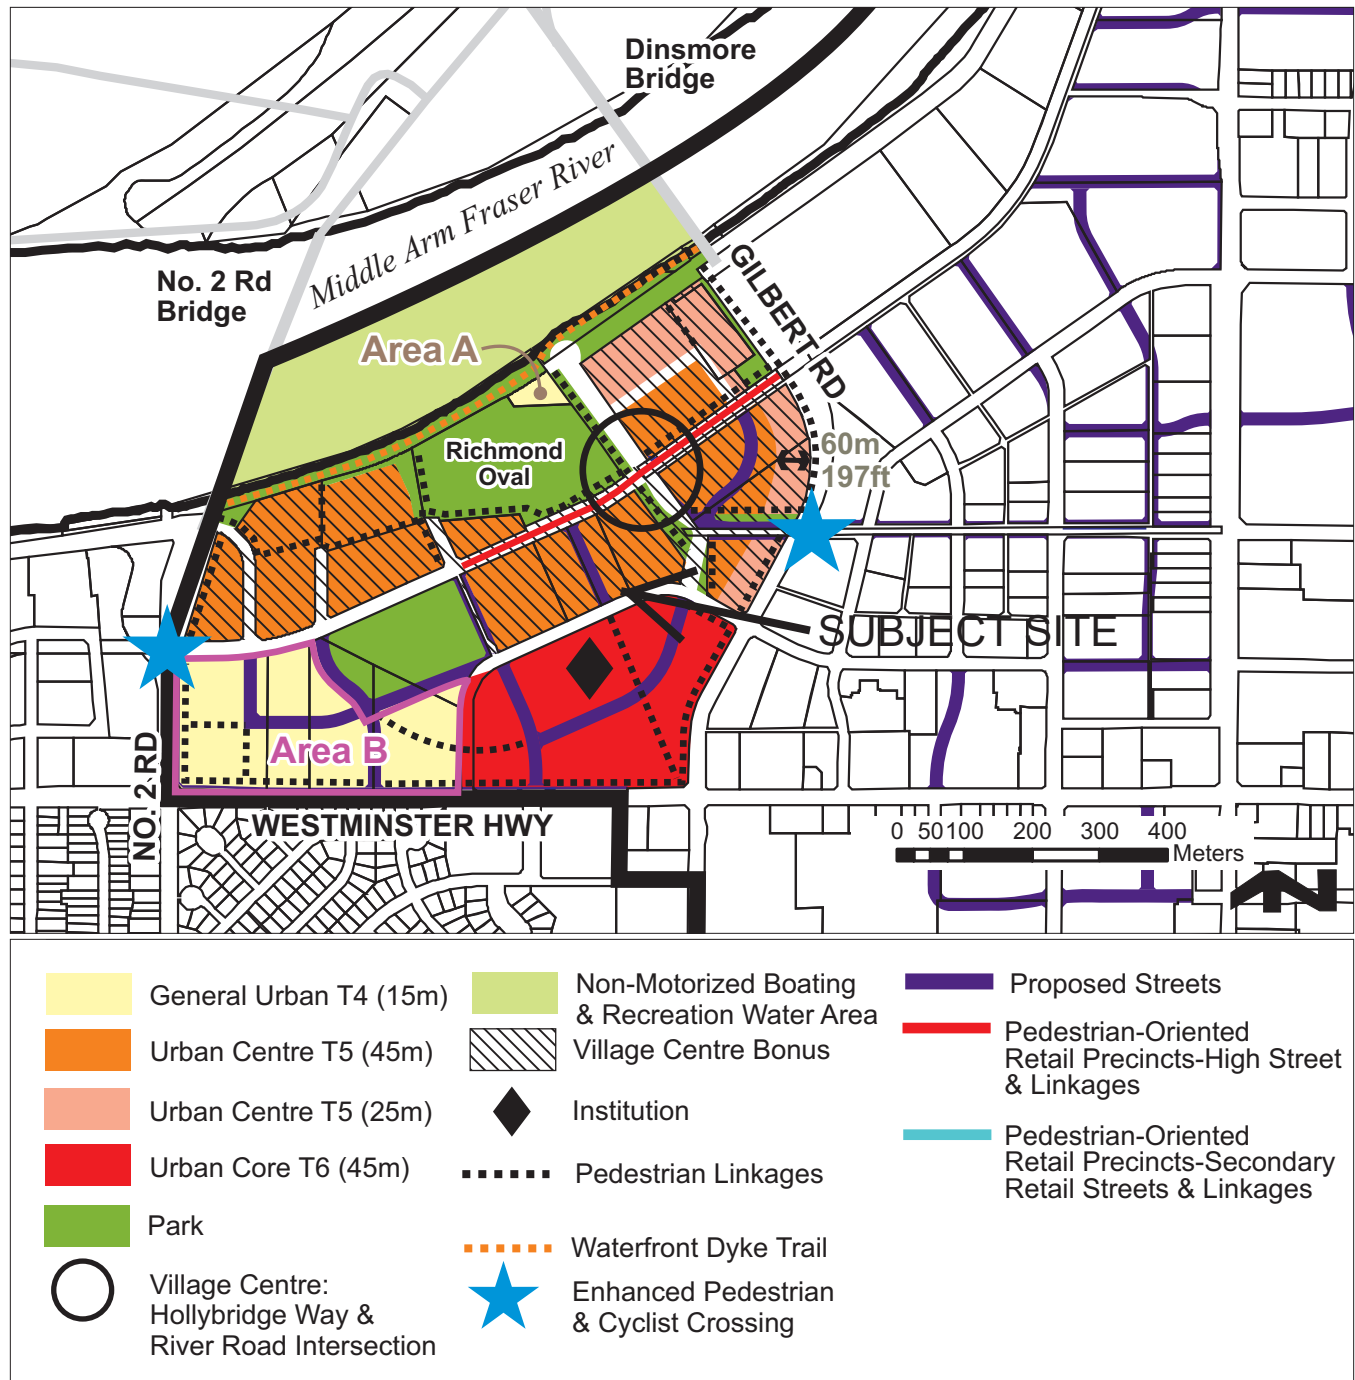 Dinsmore
Bridge
Middle Arm Fraser River
No. 2 Rd
Bridge
GILBERT RD
Area A
Richmond
Oval
60m
197ft
SUBJECT SITE
Area B
NO. 2 RD
WESTMINSTER HWY
0 50 100 200 300 400
Meters
General Urban T4 (15m)
Urban Centre T5 (45m)
Urban Centre T5 (25m)
Urban Core T6 (45m)
Park
Village Centre:
Hollybridge Way &
River Road Intersection
Non-Motorized Boating
& Recreation Water Area
Village Centre Bonus
Institution
Pedestrian Linkages
Waterfront Dyke Trail
Enhanced Pedestrian
& Cyclist Crossing
Proposed Streets
Pedestrian-Oriented
Retail Precincts-High Street
& Linkages
Pedestrian-Oriented
Retail Precincts-Secondary
Retail Streets & Linkages